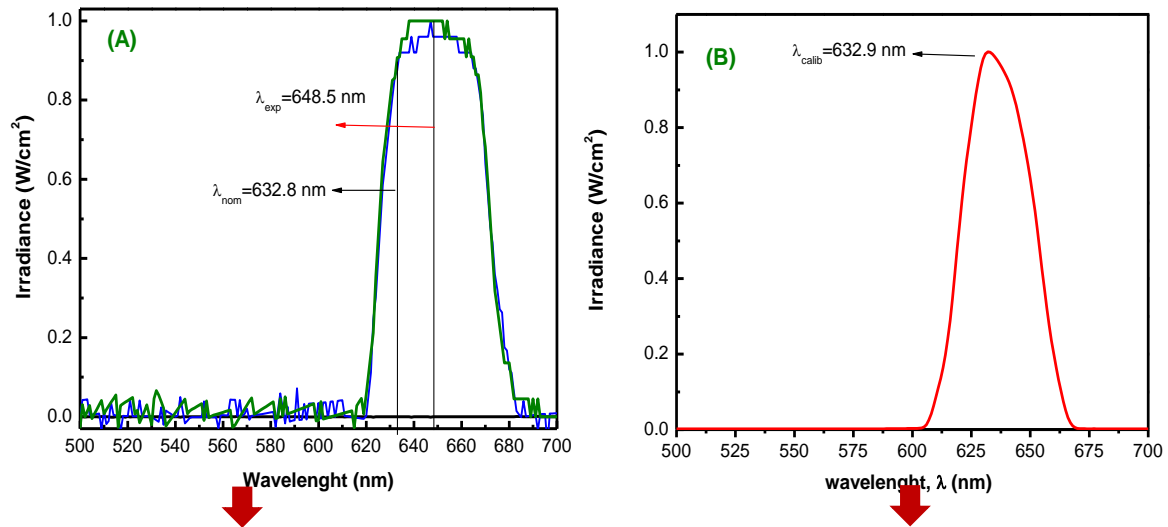 (A)
λexp=648.5 nm
λnom=632.8 nm
Irradiance (W/cm²)
1.0
0.8
0.6
0.4
0.2
0.0
500 520 540 560 580 600 620 640 660 680 700
Wavelenght (nm)
(B)
λcalib=632.9 nm
Irradiance (W/cm²)
1.0
0.8
0.6
0.4
0.2
0.0
500 525 550 575 600 625 650 675 700
wavelenght, λ (nm)